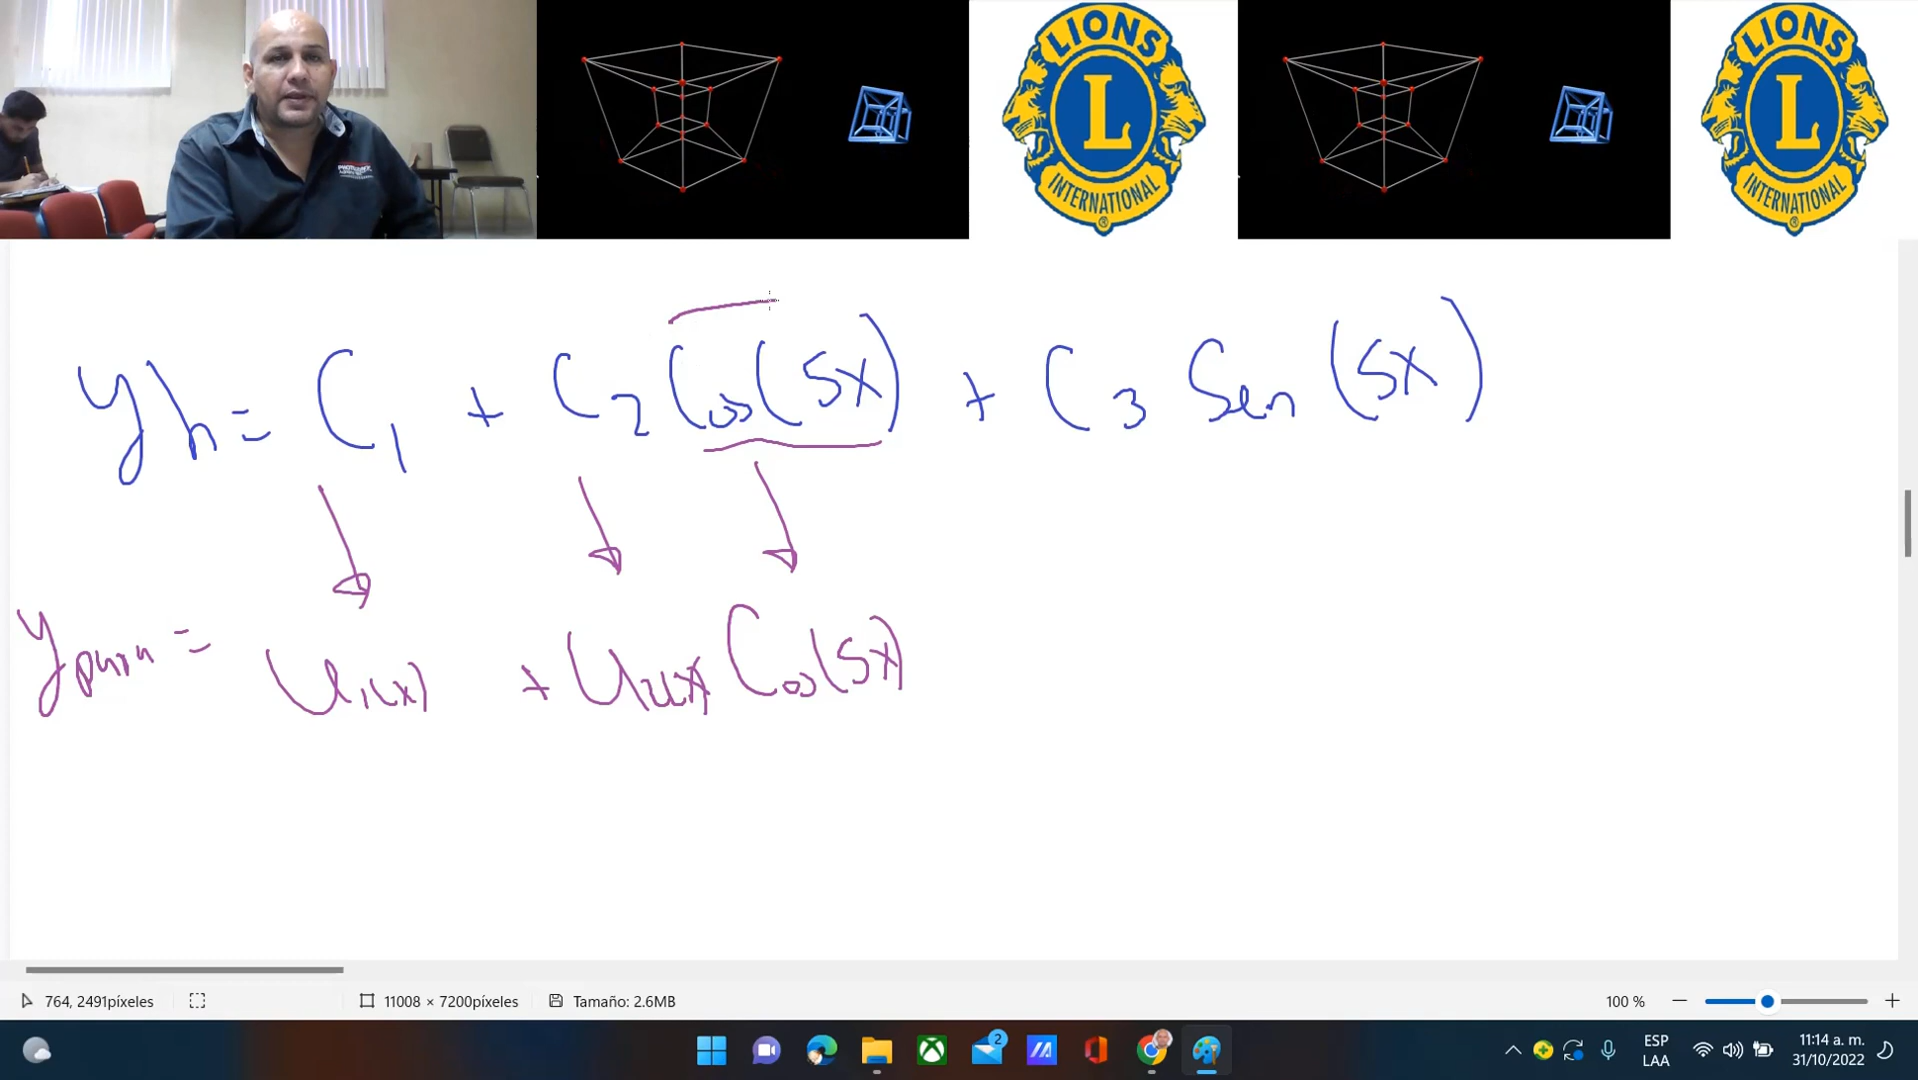 LIONS
L
INTERNATIONAL
®
LIONS
L
INTERNATIONAL
®
yh = C1 + C2 Cos(5x) + C3 Sen(5x)
= U1(x) + U2(x) Cos(5x)
764, 2491píxeles
11008 × 7200píxeles
Tamaño: 2.6MB
100 %
2
ESP
LAA
11:14 a. m.
31/10/2022